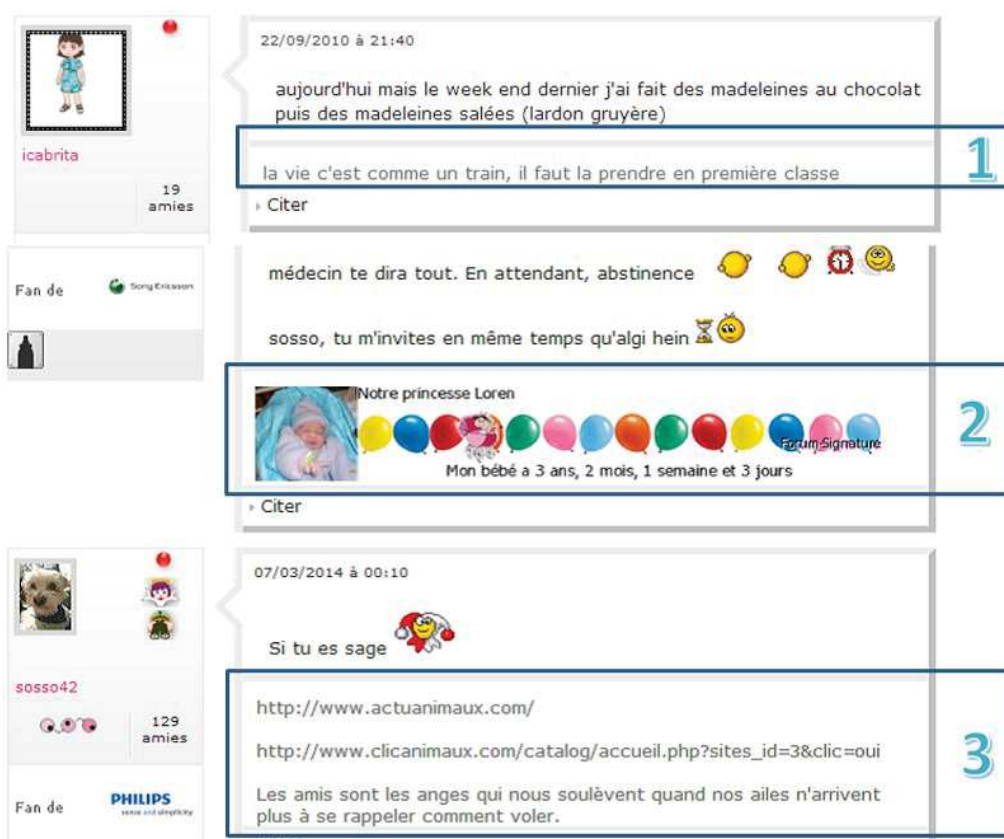 22/09/2010 à 21:40
aujourd'hui mais le week end dernier j'ai fait des madeleines au chocolat
puis des madeleines salées (lardon gruyère)
icabrita
la vie c'est comme un train, il faut la prendre en première classe
1
19
amies
Citer
médecin te dira tout. En attendant, abstinence
Fan de
Sony Ericsson
sosso, tu m'invites en même temps qu'algi hein
Notre princesse Loren
Forum-Signature
Mon bébé a 3 ans, 2 mois, 1 semaine et 3 jours
2
Citer
07/03/2014 à 00:10
Si tu es sage
sosso42
129
amies
http://www.actuanimaux.com/
http://www.clicanimaux.com/catalog/accueil.php?sites_id=3&clic=oui
3
Fan de
PHILIPS
sense and simplicity
Les amis sont les anges qui nous soulèvent quand nos ailes n'arrivent
plus à se rappeler comment voler.